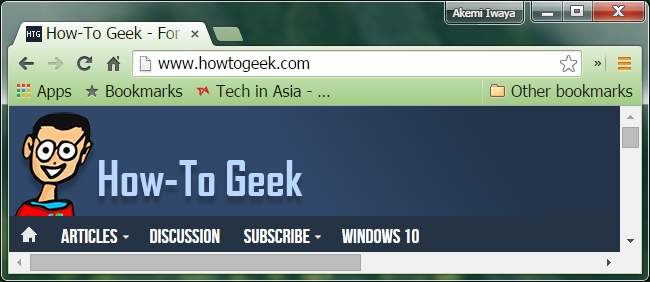 Akemi Iwaya
HTG How-To Geek - For
www.howtogeek.com
Apps Bookmarks TA Tech in Asia - ... Other bookmarks
How-To Geek
ARTICLES DISCUSSION SUBSCRIBE WINDOWS 10